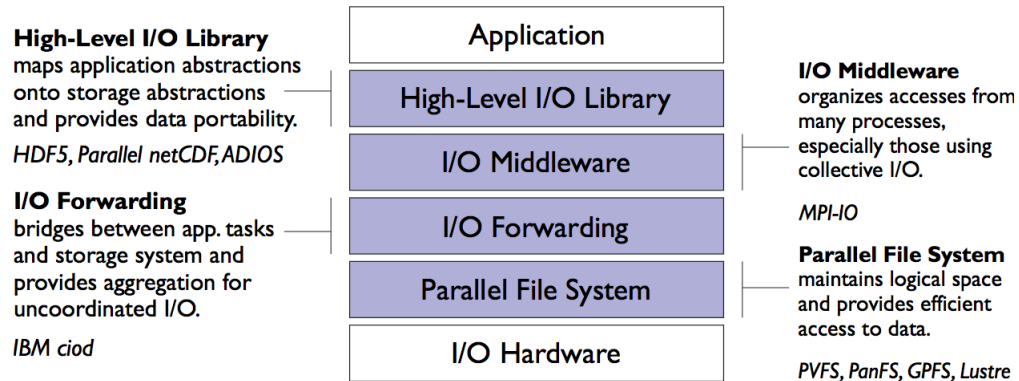 High-Level I/O Library
maps application abstractions
onto storage abstractions
and provides data portability.
HDF5, Parallel netCDF, ADIOS
I/O Forwarding
bridges between app. tasks
and storage system and
provides aggregation for
uncoordinated I/O.
IBM ciod
Application
High-Level I/O Library
I/O Middleware
I/O Forwarding
Parallel File System
I/O Hardware
I/O Middleware
organizes accesses from
many processes,
especially those using
collective I/O.
MPI-IO
Parallel File System
maintains logical space
and provides efficient
access to data.
PVFS, PanFS, GPFS, Lustre